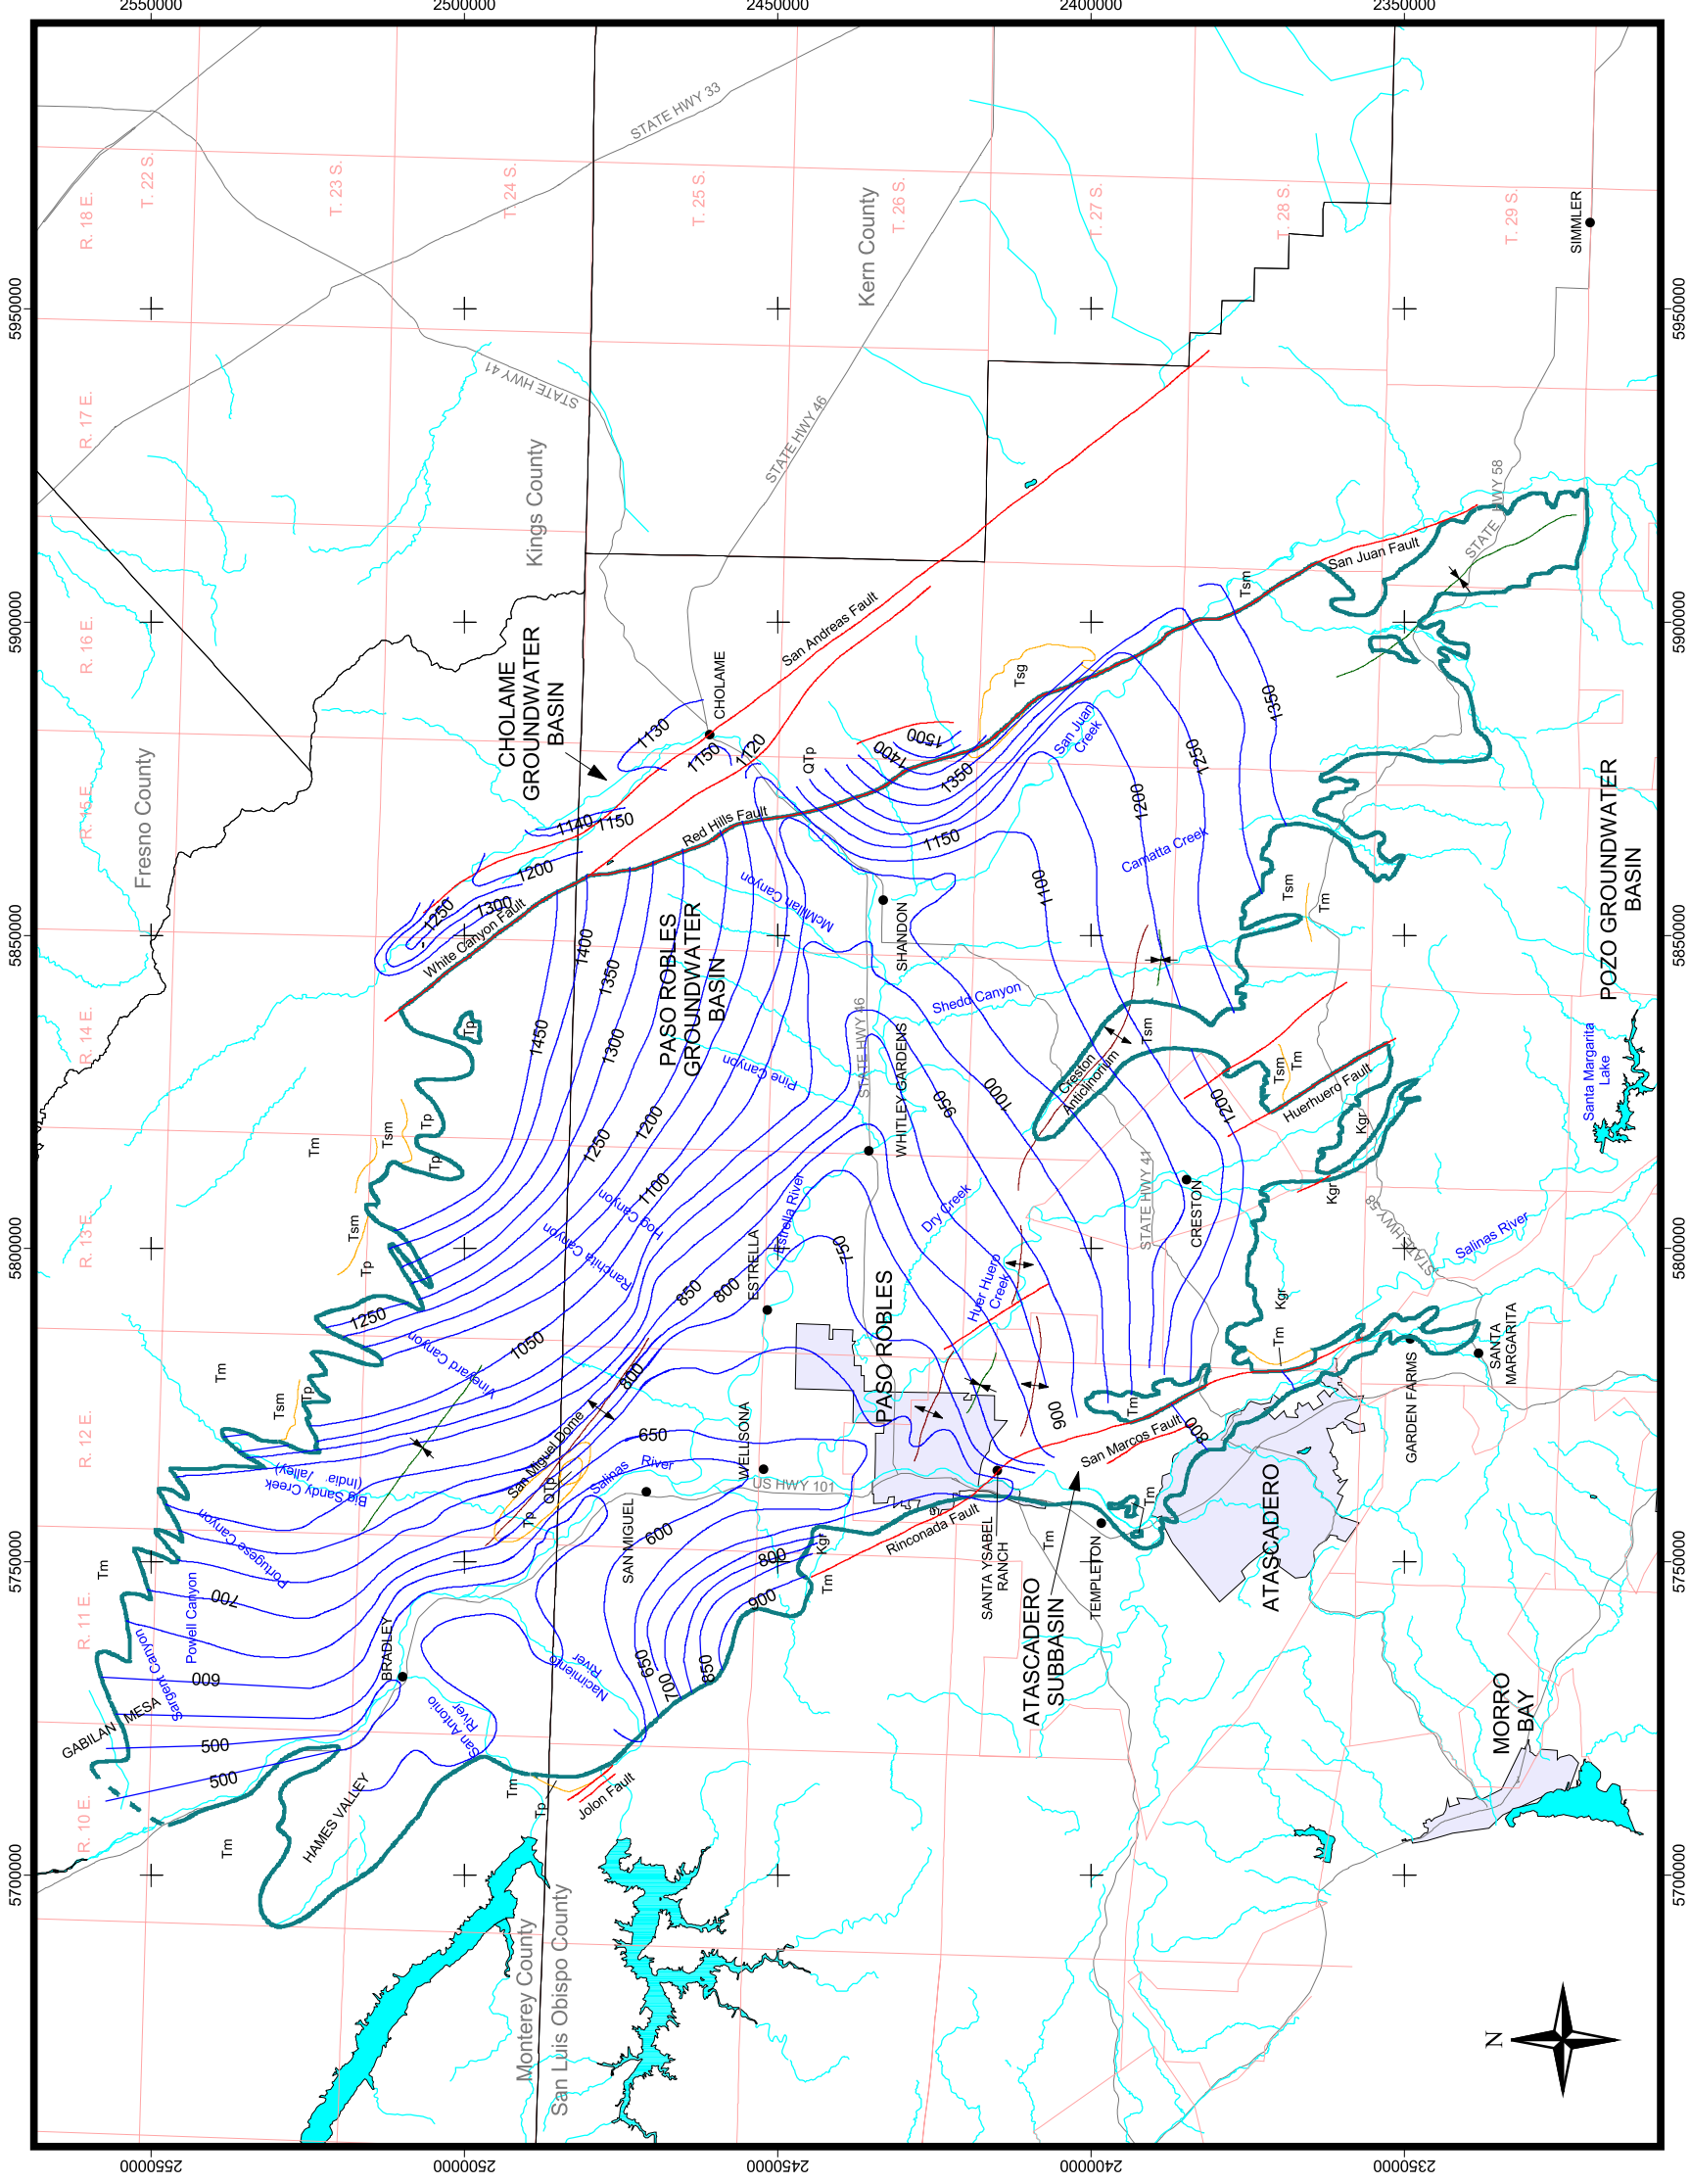 2550000
2500000
2450000
2400000
2350000
5950000
5900000
5850000
5800000
5750000
5700000
5950000
5900000
5850000
5800000
5750000
5700000
2550000
2500000
2450000
2400000
2350000
R. 18 E.
R. 17 E.
R. 16 E.
R. 15 E.
R. 14 E.
R. 13 E.
R. 12 E.
R. 11 E.
R. 10 E.
T. 22 S.
T. 23 S.
T. 24 S.
T. 25 S.
T. 26 S.
T. 27 S.
T. 28 S.
T. 29 S.
STATE HWY 33
STATE HWY 41
STATE HWY 46
STATE HWY 58
STATE HWY 46
STATE HWY 41
STATE HWY 58
US HWY 101
Kern County
Kings County
Fresno County
Monterey County
San Luis Obispo County
SIMMLER
CHOLAME
GROUNDWATER
BASIN
CHOLAME
PASO ROBLES
GROUNDWATER
BASIN
POZO GROUNDWATER
BASIN
ATASCADERO
SUBBASIN
SHANDON
WHITLEY GARDENS
CRESTON
ESTRELLA
PASO ROBLES
WELLSONA
SAN MIGUEL
BRADLEY
SANTA YSABEL
RANCH
TEMPLETON
ATASCADERO
GARDEN FARMS
SANTA
MARGARITA
MORRO
BAY
GABILAN MESA
HAMES VALLEY
San Andreas Fault
San Juan Fault
Red Hills Fault
White Canyon Fault
Huerhuero Fault
San Marcos Fault
Rinconada Fault
Jolon Fault
Creston
Anticlinorium
San Miguel Dome
San Juan
Creek
Camatta Creek
McMillan Canyon
Shedd Canyon
Pine Canyon
Estrella River
Dry Creek
Huer Huero
Creek
Hog Canyon
Ranchita Canyon
Vineyard Canyon
Big Sandy Creek
Portugese Canyon
Powell Canyon
Sargent Canyon
Salinas River
Salinas River
Nacimiento
River
San Antonio
River
Santa Margarita
Lake
1130
1150
1120
1140
1150
1200
1250
1300
1500
1400
1350
1150
1350
1250
1200
1100
1400
1350
1450
1300
1200
1250
1100
1250
1050
950
1000
1200
850
800
750
800
900
800
650
600
800
900
650
700
850
700
600
500
500
Tsm
Tsg
QTp
Tp
Tsm
Tm
Tsm
Tsm
Tm
Kgr
Kgr
Kgr
Tm
Tm
Tm
Tm
Kgr
Tm
Tm
Tsm
Tp
Tp
Tsm
Tp
Tm
Tsm
Tp
QTp
Tp
Tm
Tm
Tm
Tp
N